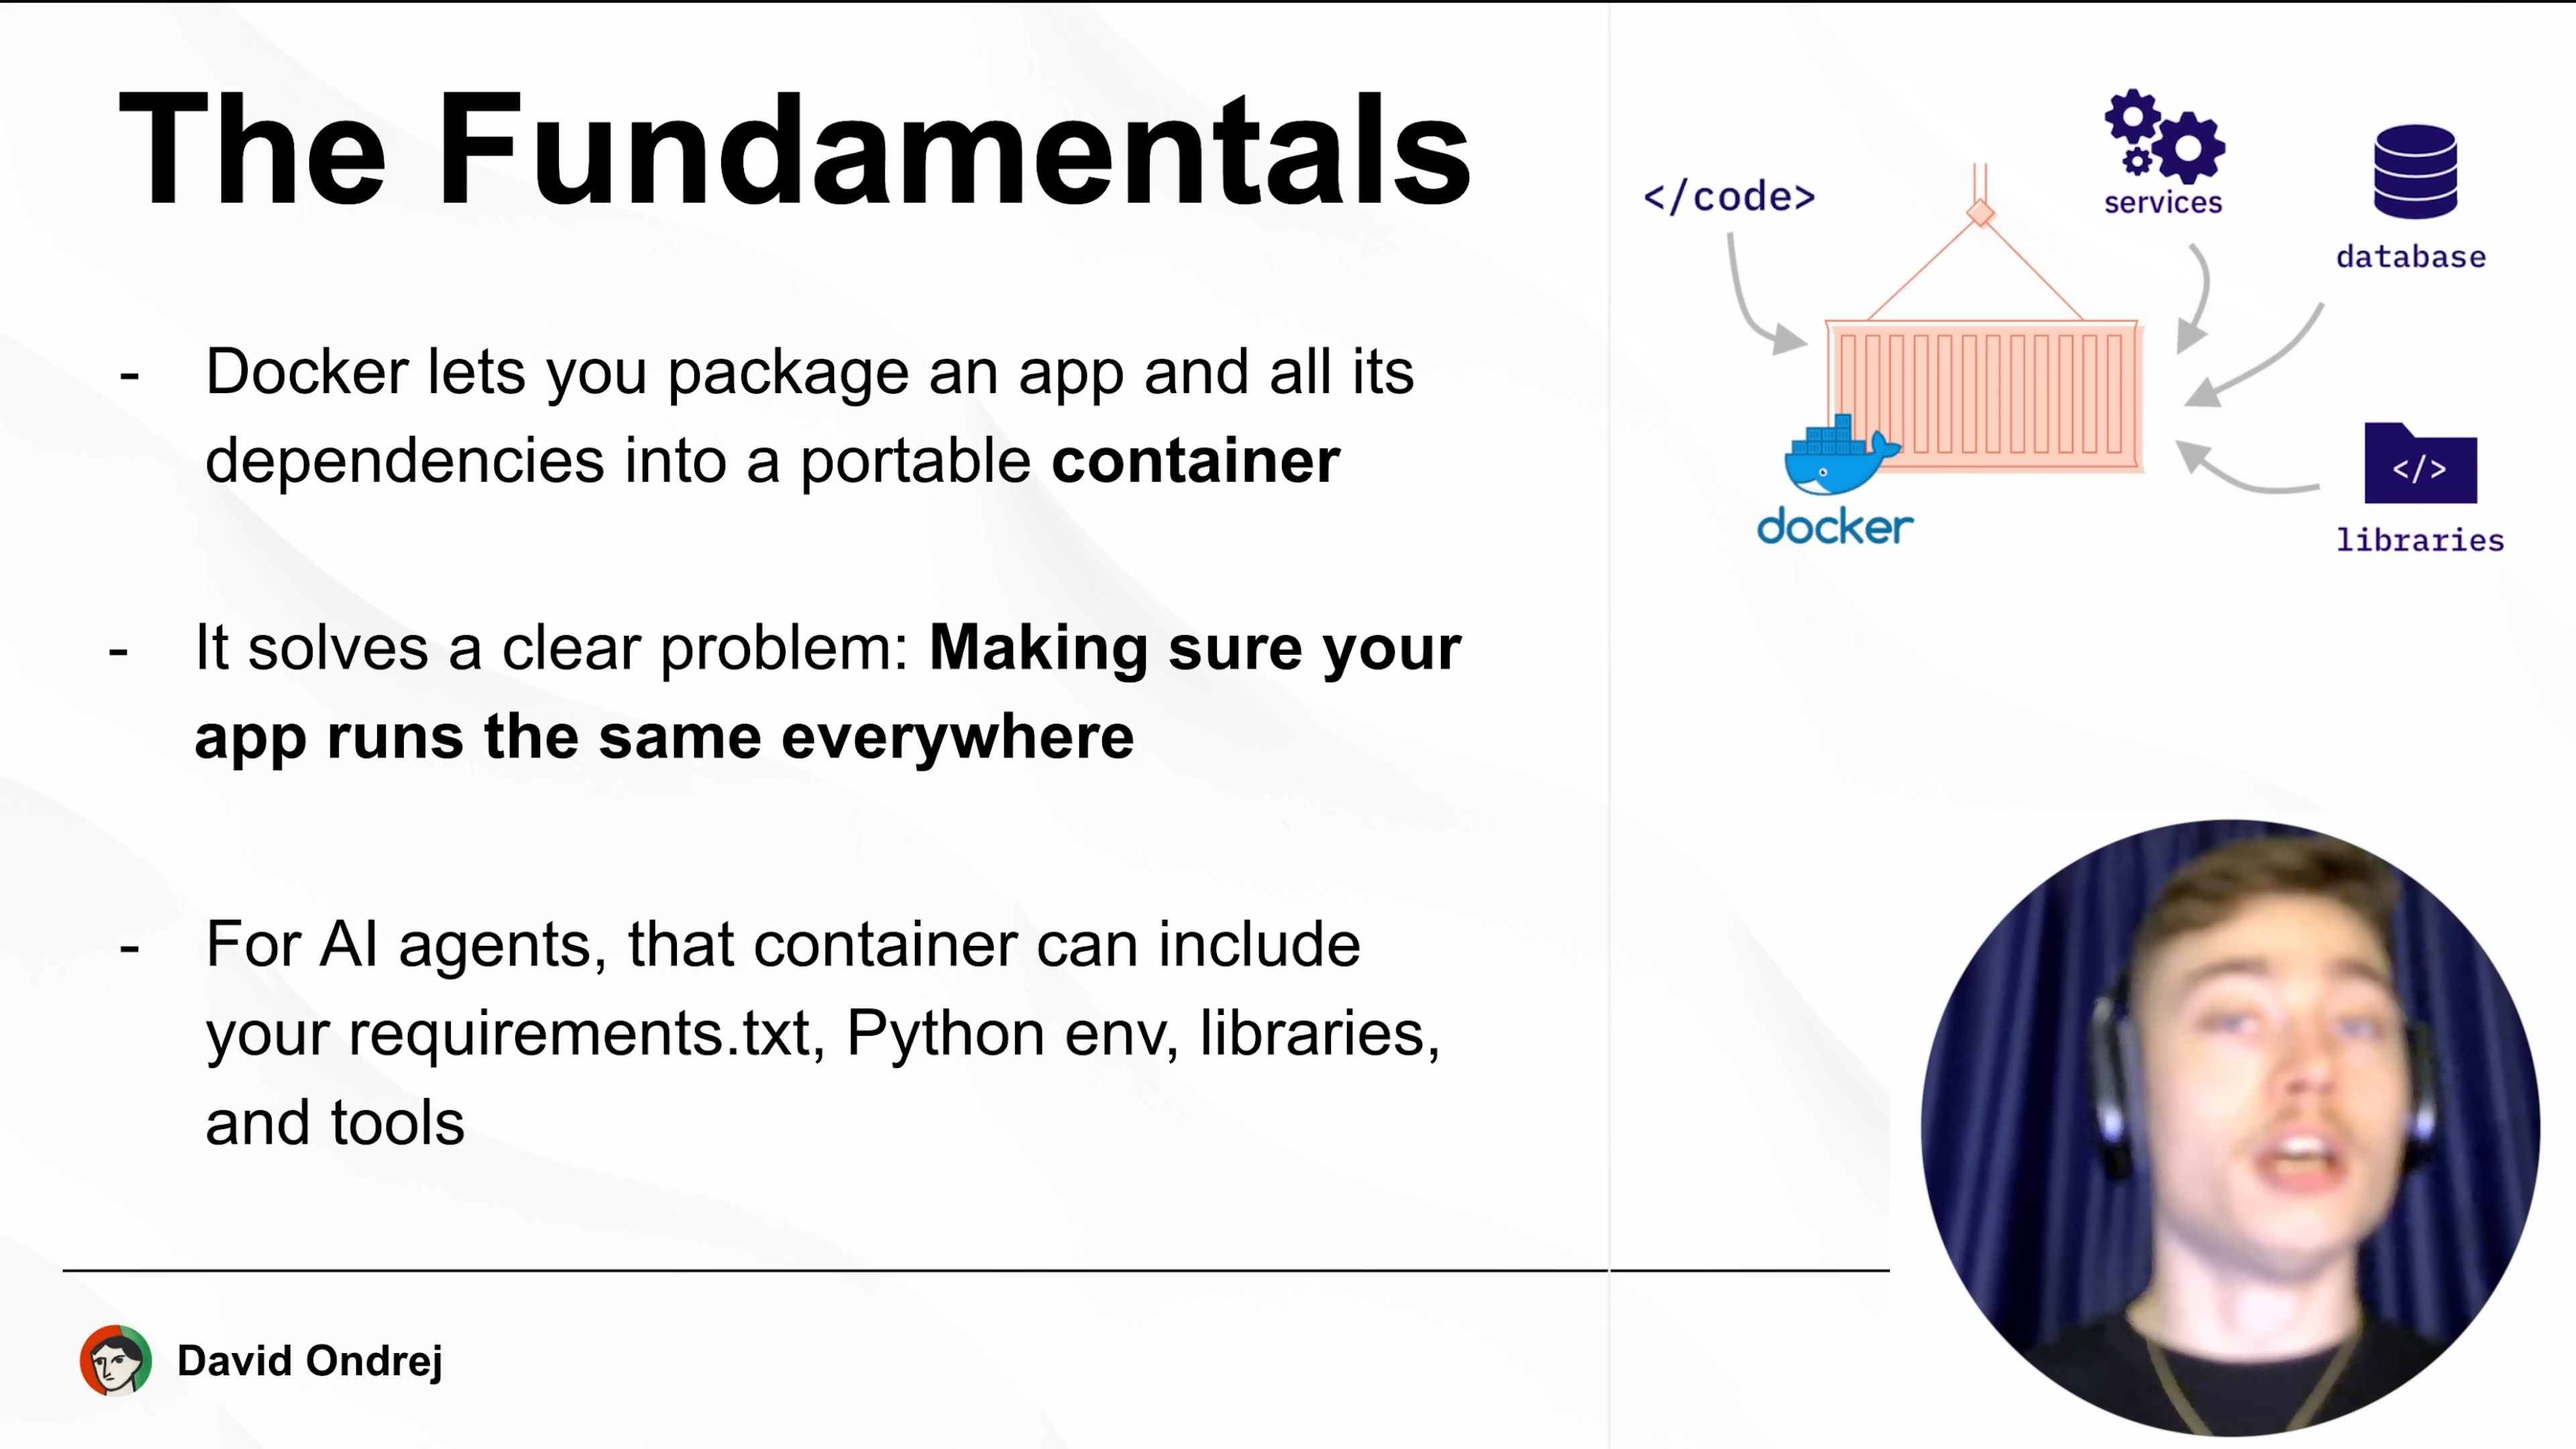 The Fundamentals
- Docker lets you package an app and all its
dependencies into a portable container
- It solves a clear problem: Making sure your
app runs the same everywhere
- For AI agents, that container can include
your requirements.txt, Python env, libraries,
and tools
David Ondrej
</code>
services
database
docker
</>
libraries